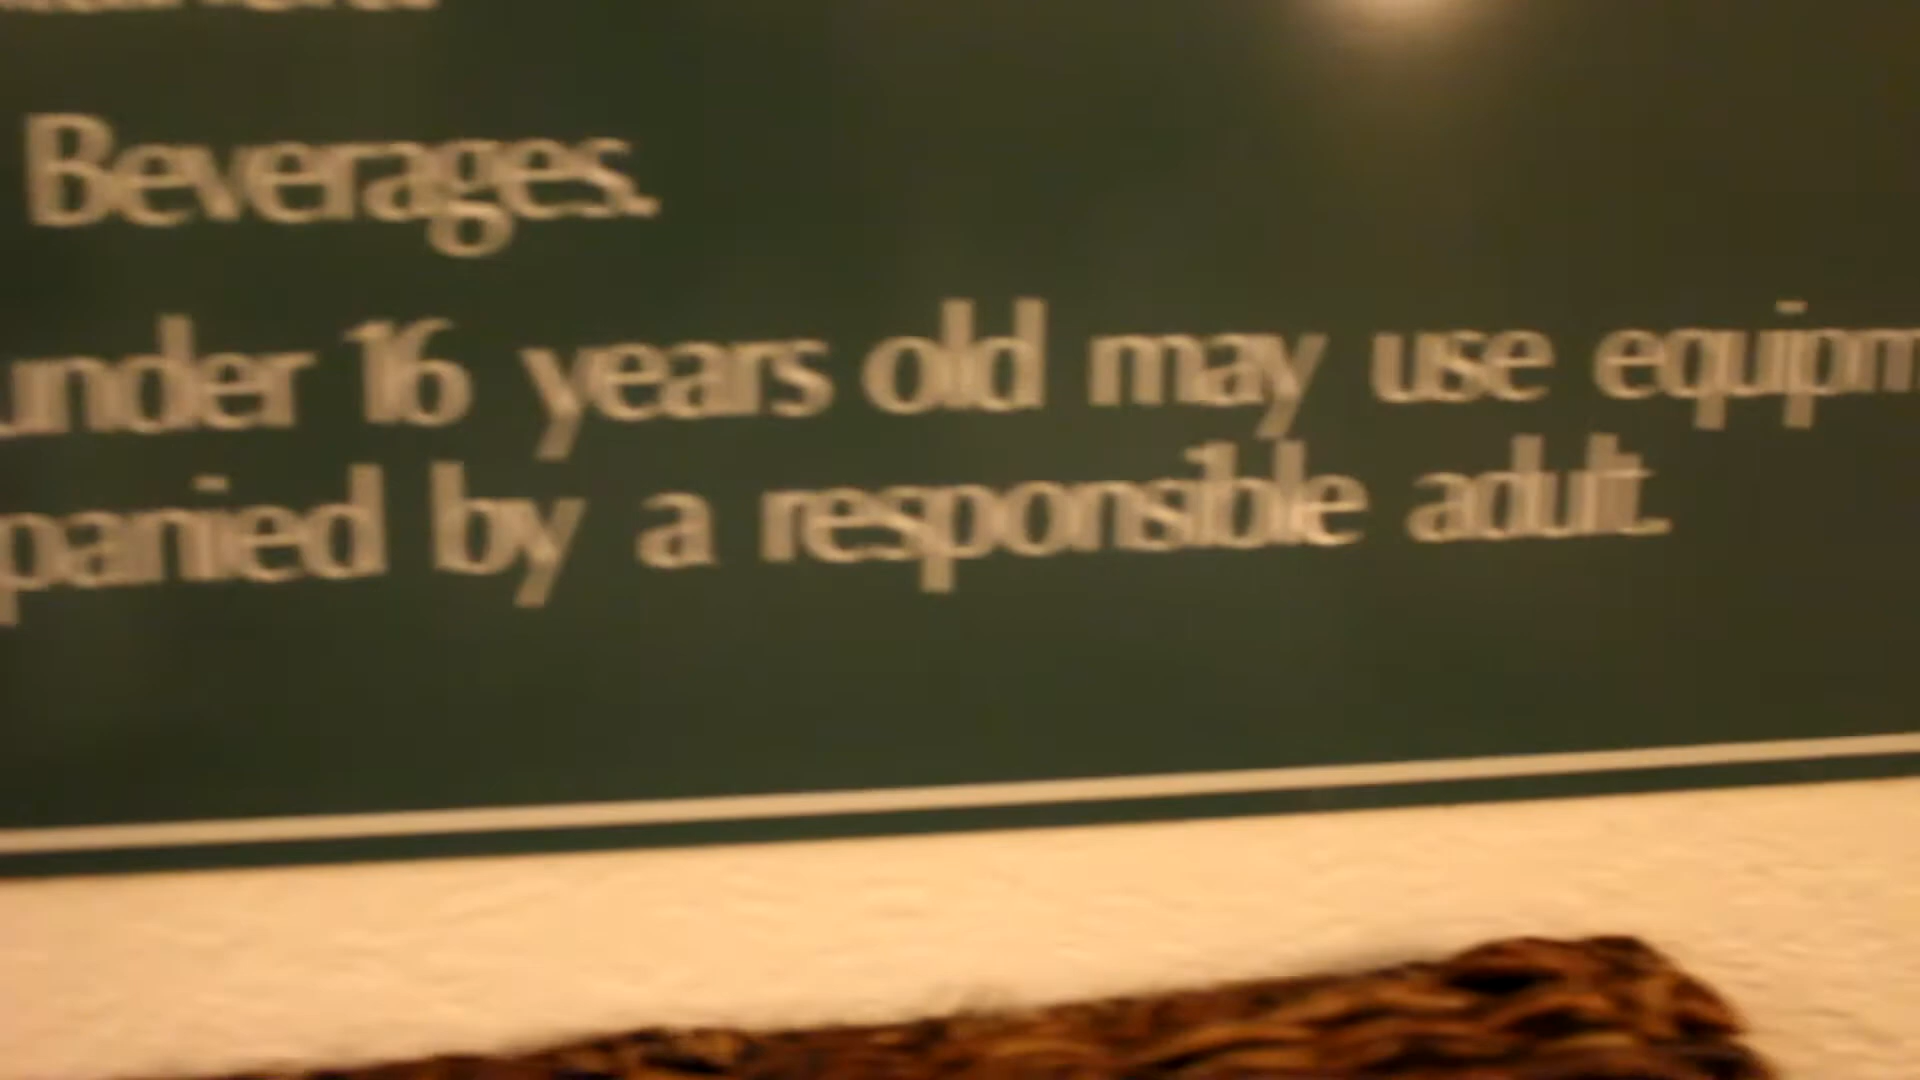 Beverages.
under 16 years old may use equipm
panied by a responsible adult.